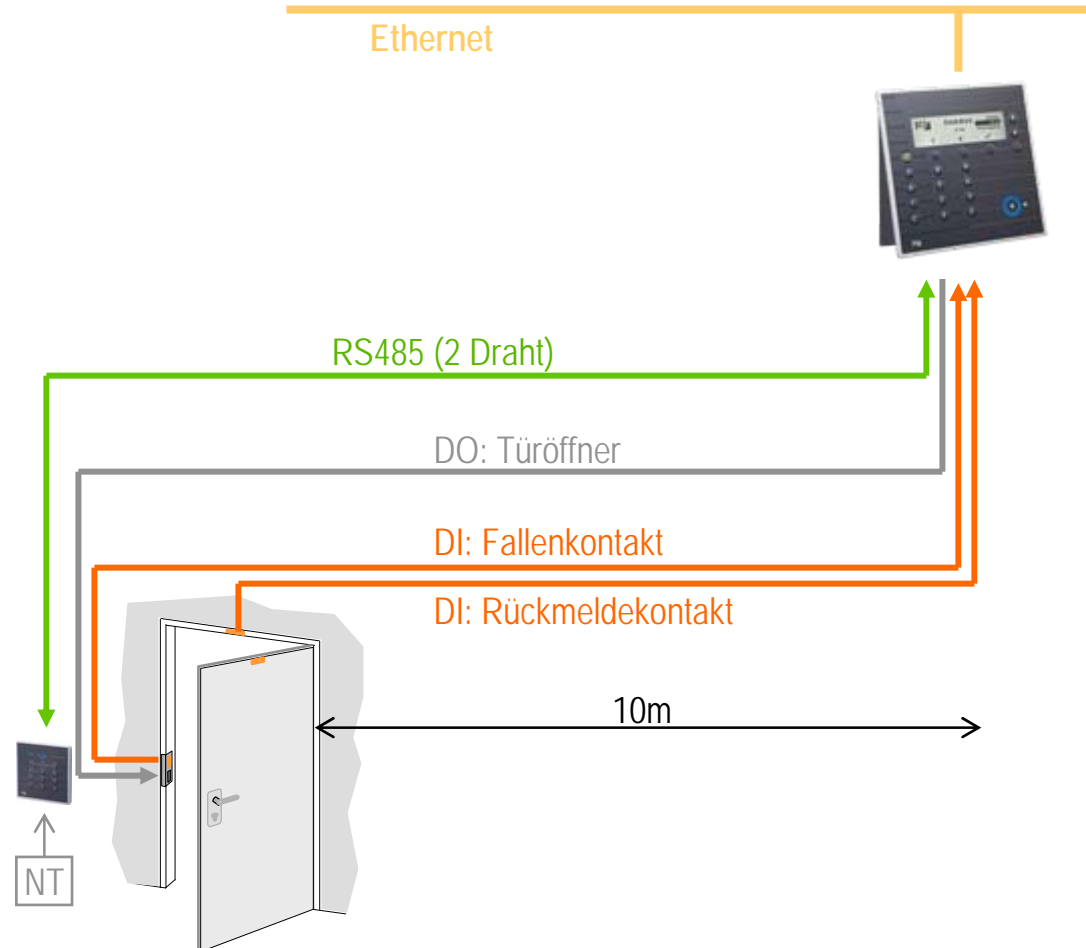 Ethernet
RS485 (2 Draht)
DO: Türöffner
DI: Fallenkontakt
DI: Rückmeldekontakt
10m
NT